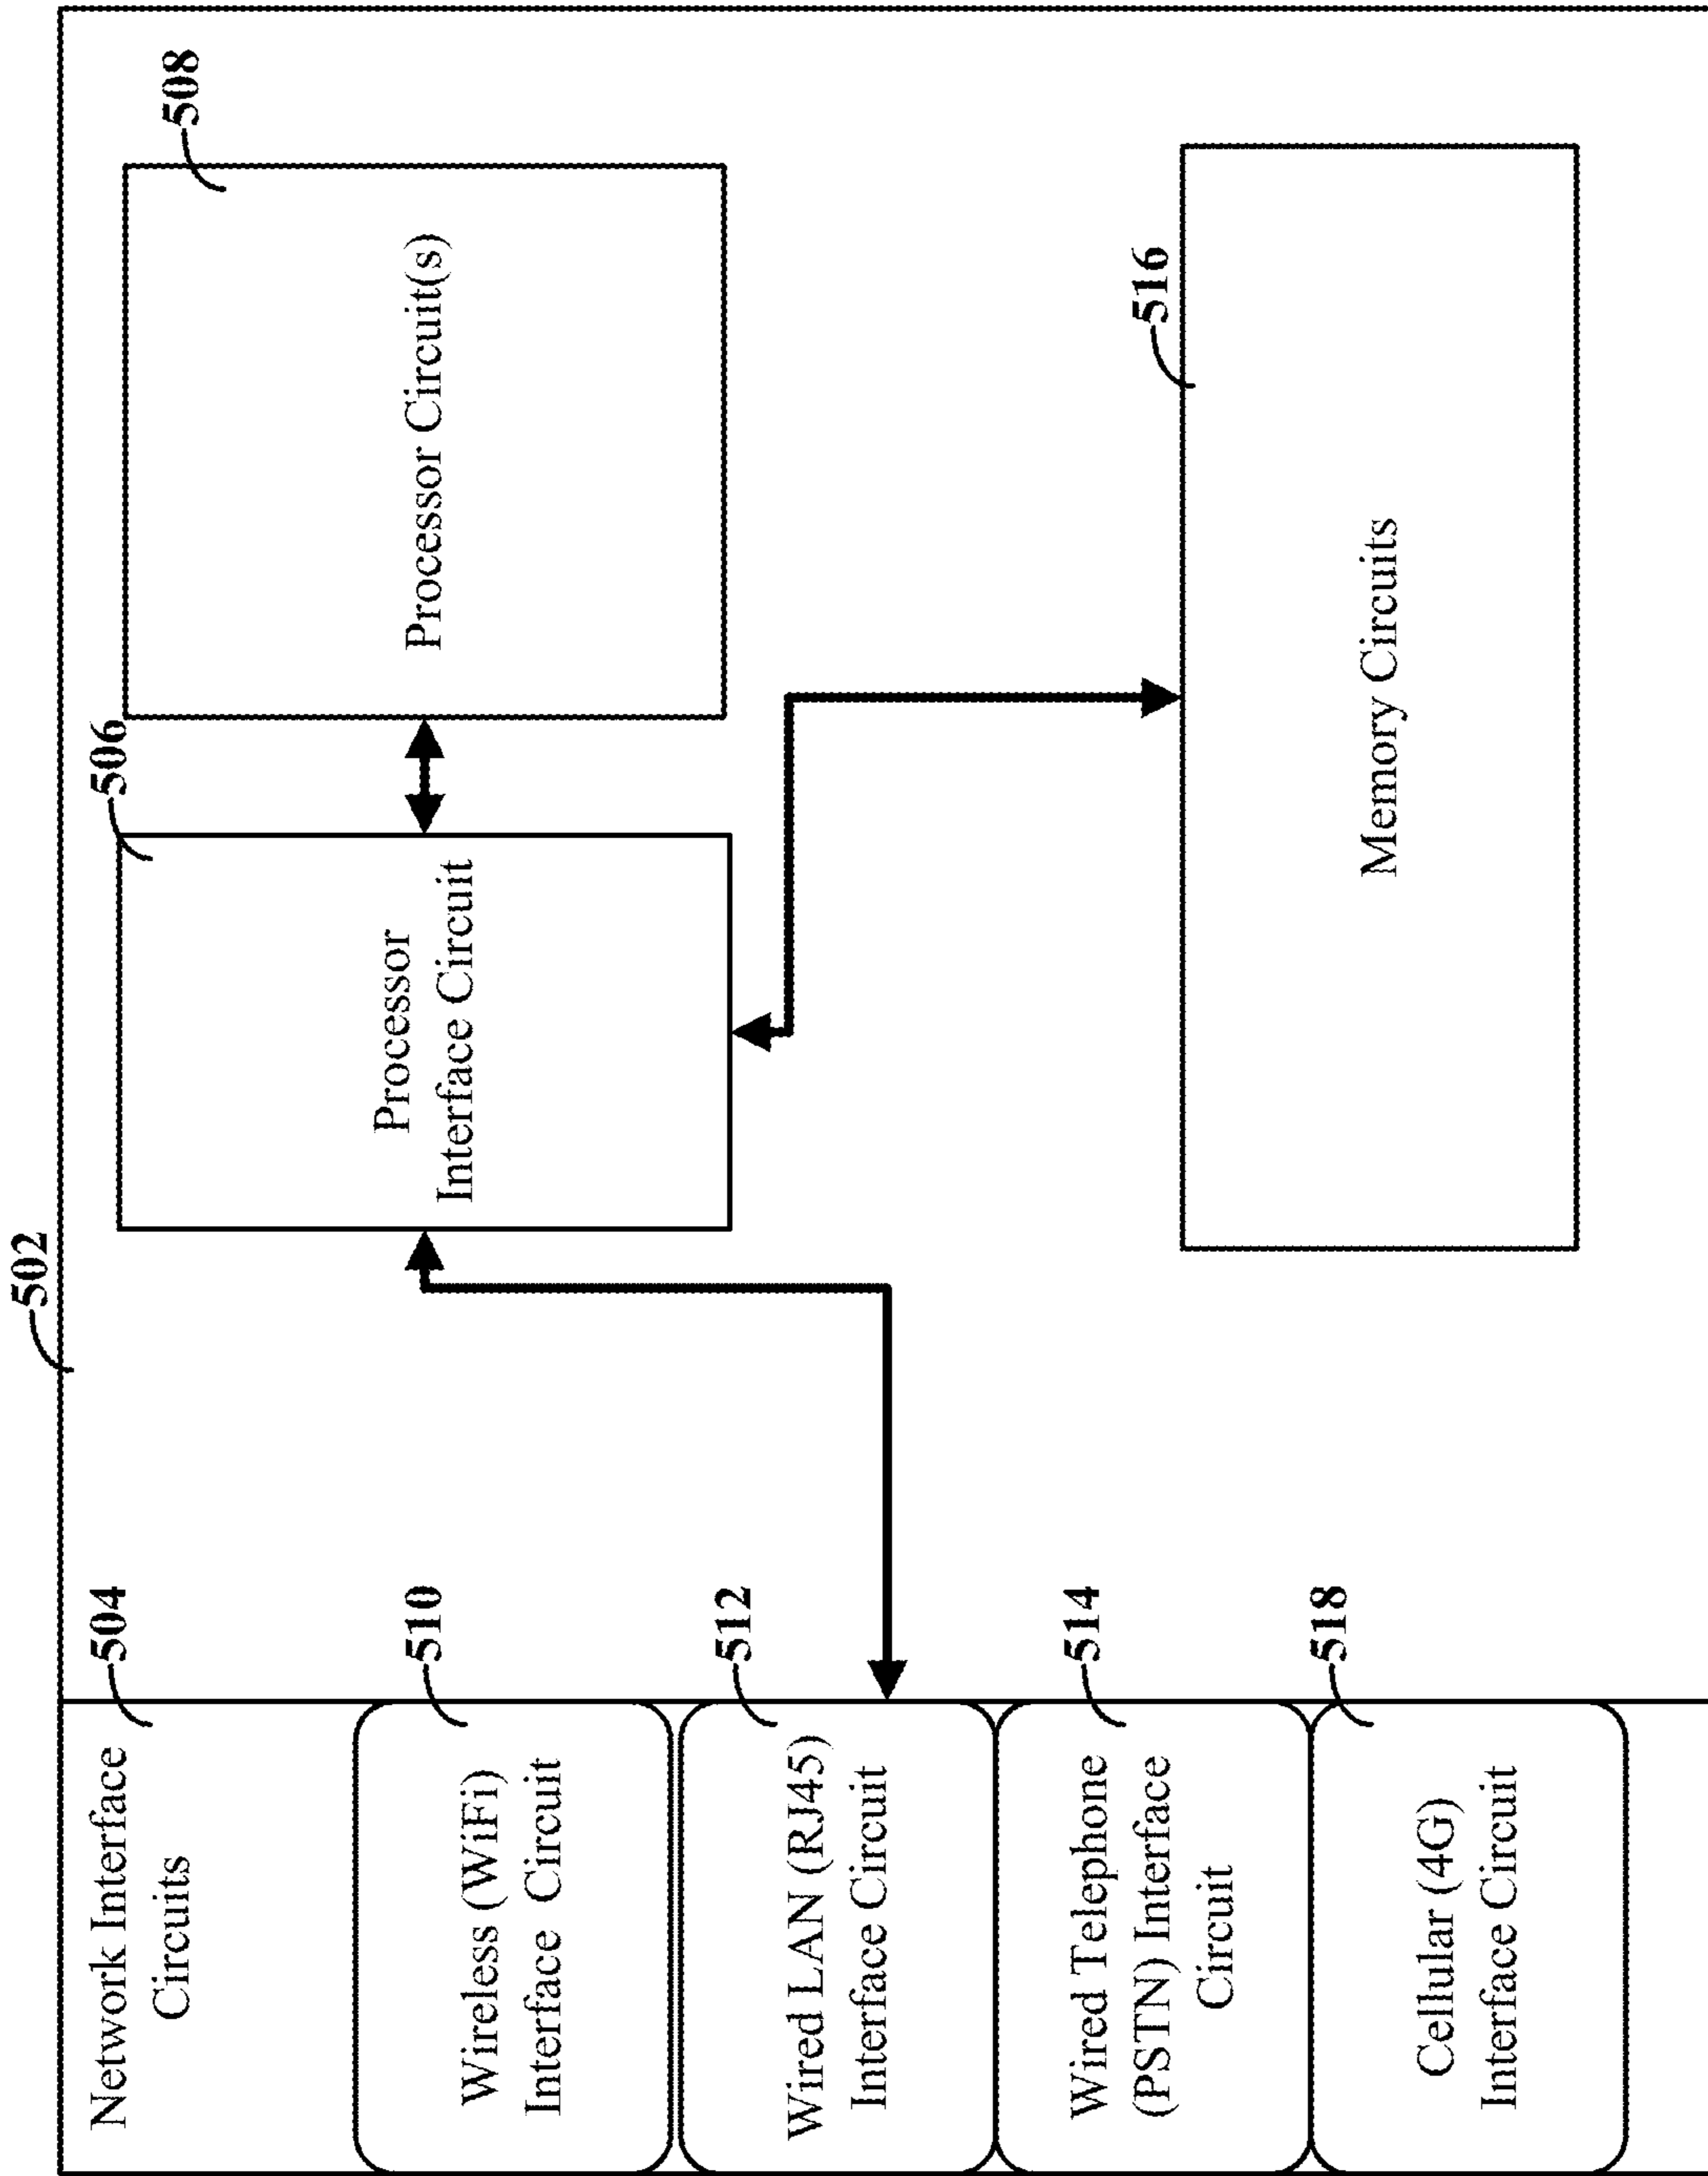 502
504
Network Interface
Circuits
510
Wireless (WiFi)
Interface Circuit
512
Wired LAN (RJ45)
Interface Circuit
514
Wired Telephone
(PSTN) Interface
Circuit
518
Cellular (4G)
Interface Circuit
506
Processor
Interface Circuit
508
Processor Circuit(s)
516
Memory Circuits